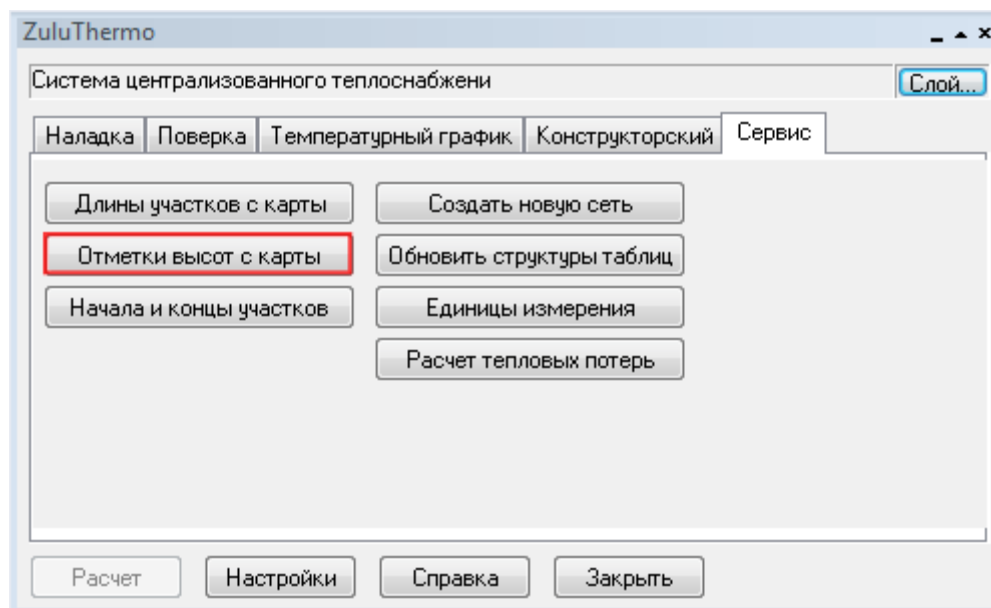 ZuluThermo
Система централизованного теплоснабжени
Слой...
Наладка Поверка Температурный график Конструкторский Сервис
Длины участков с карты Создать новую сеть
Отметки высот с карты Обновить структуры таблиц
Начала и концы участков Единицы измерения
Расчет тепловых потерь
Расчет Настройки Справка Закрыть